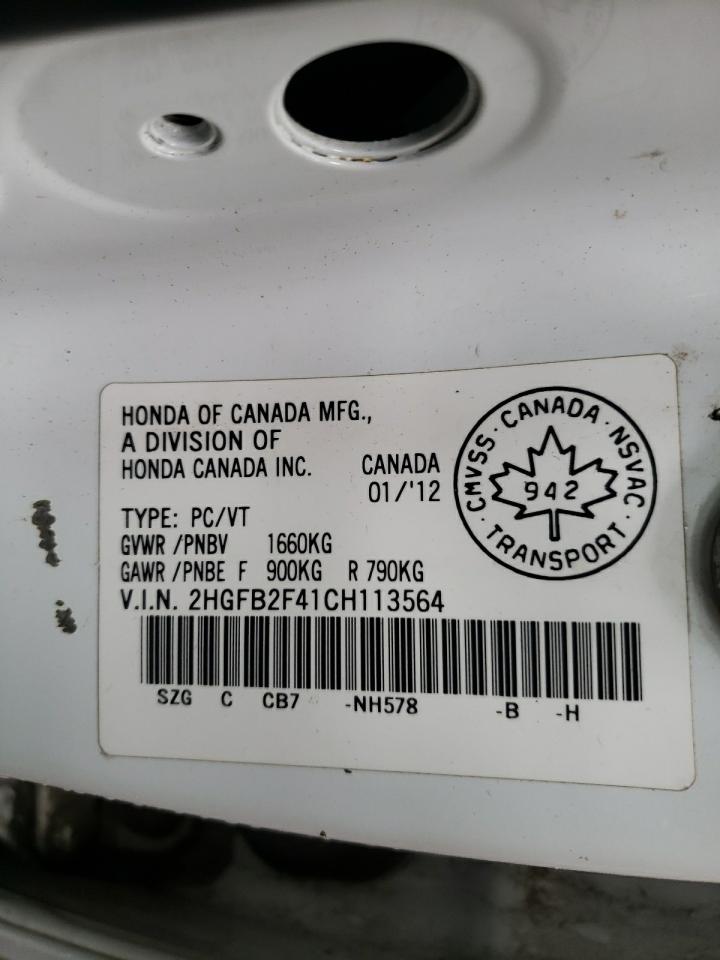 HONDA OF CANADA MFG.,
A DIVISION OF
HONDA CANADA INC.
CANADA
01/'12
CMVSS · CANADA · NSVAC · TRANSPORT ·
942
TYPE: PC/VT
GVWR /PNBV 1660KG
GAWR /PNBE F 900KG R 790KG
V.I.N. 2HGFB2F41CH113564
SZG C CB7 -NH578 -B -H